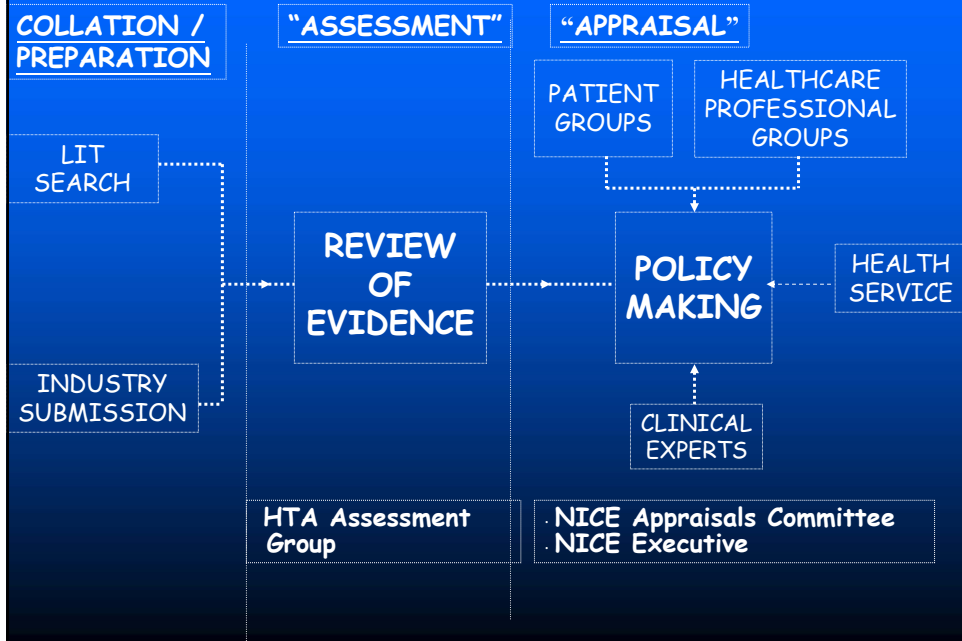 COLLATION /
PREPARATION
“ASSESSMENT”
“APPRAISAL”
PATIENT
GROUPS
HEALTHCARE
PROFESSIONAL
GROUPS
LIT
SEARCH
REVIEW
OF
EVIDENCE
POLICY
MAKING
HEALTH
SERVICE
INDUSTRY
SUBMISSION
CLINICAL
EXPERTS
HTA Assessment
Group
· NICE Appraisals Committee
· NICE Executive